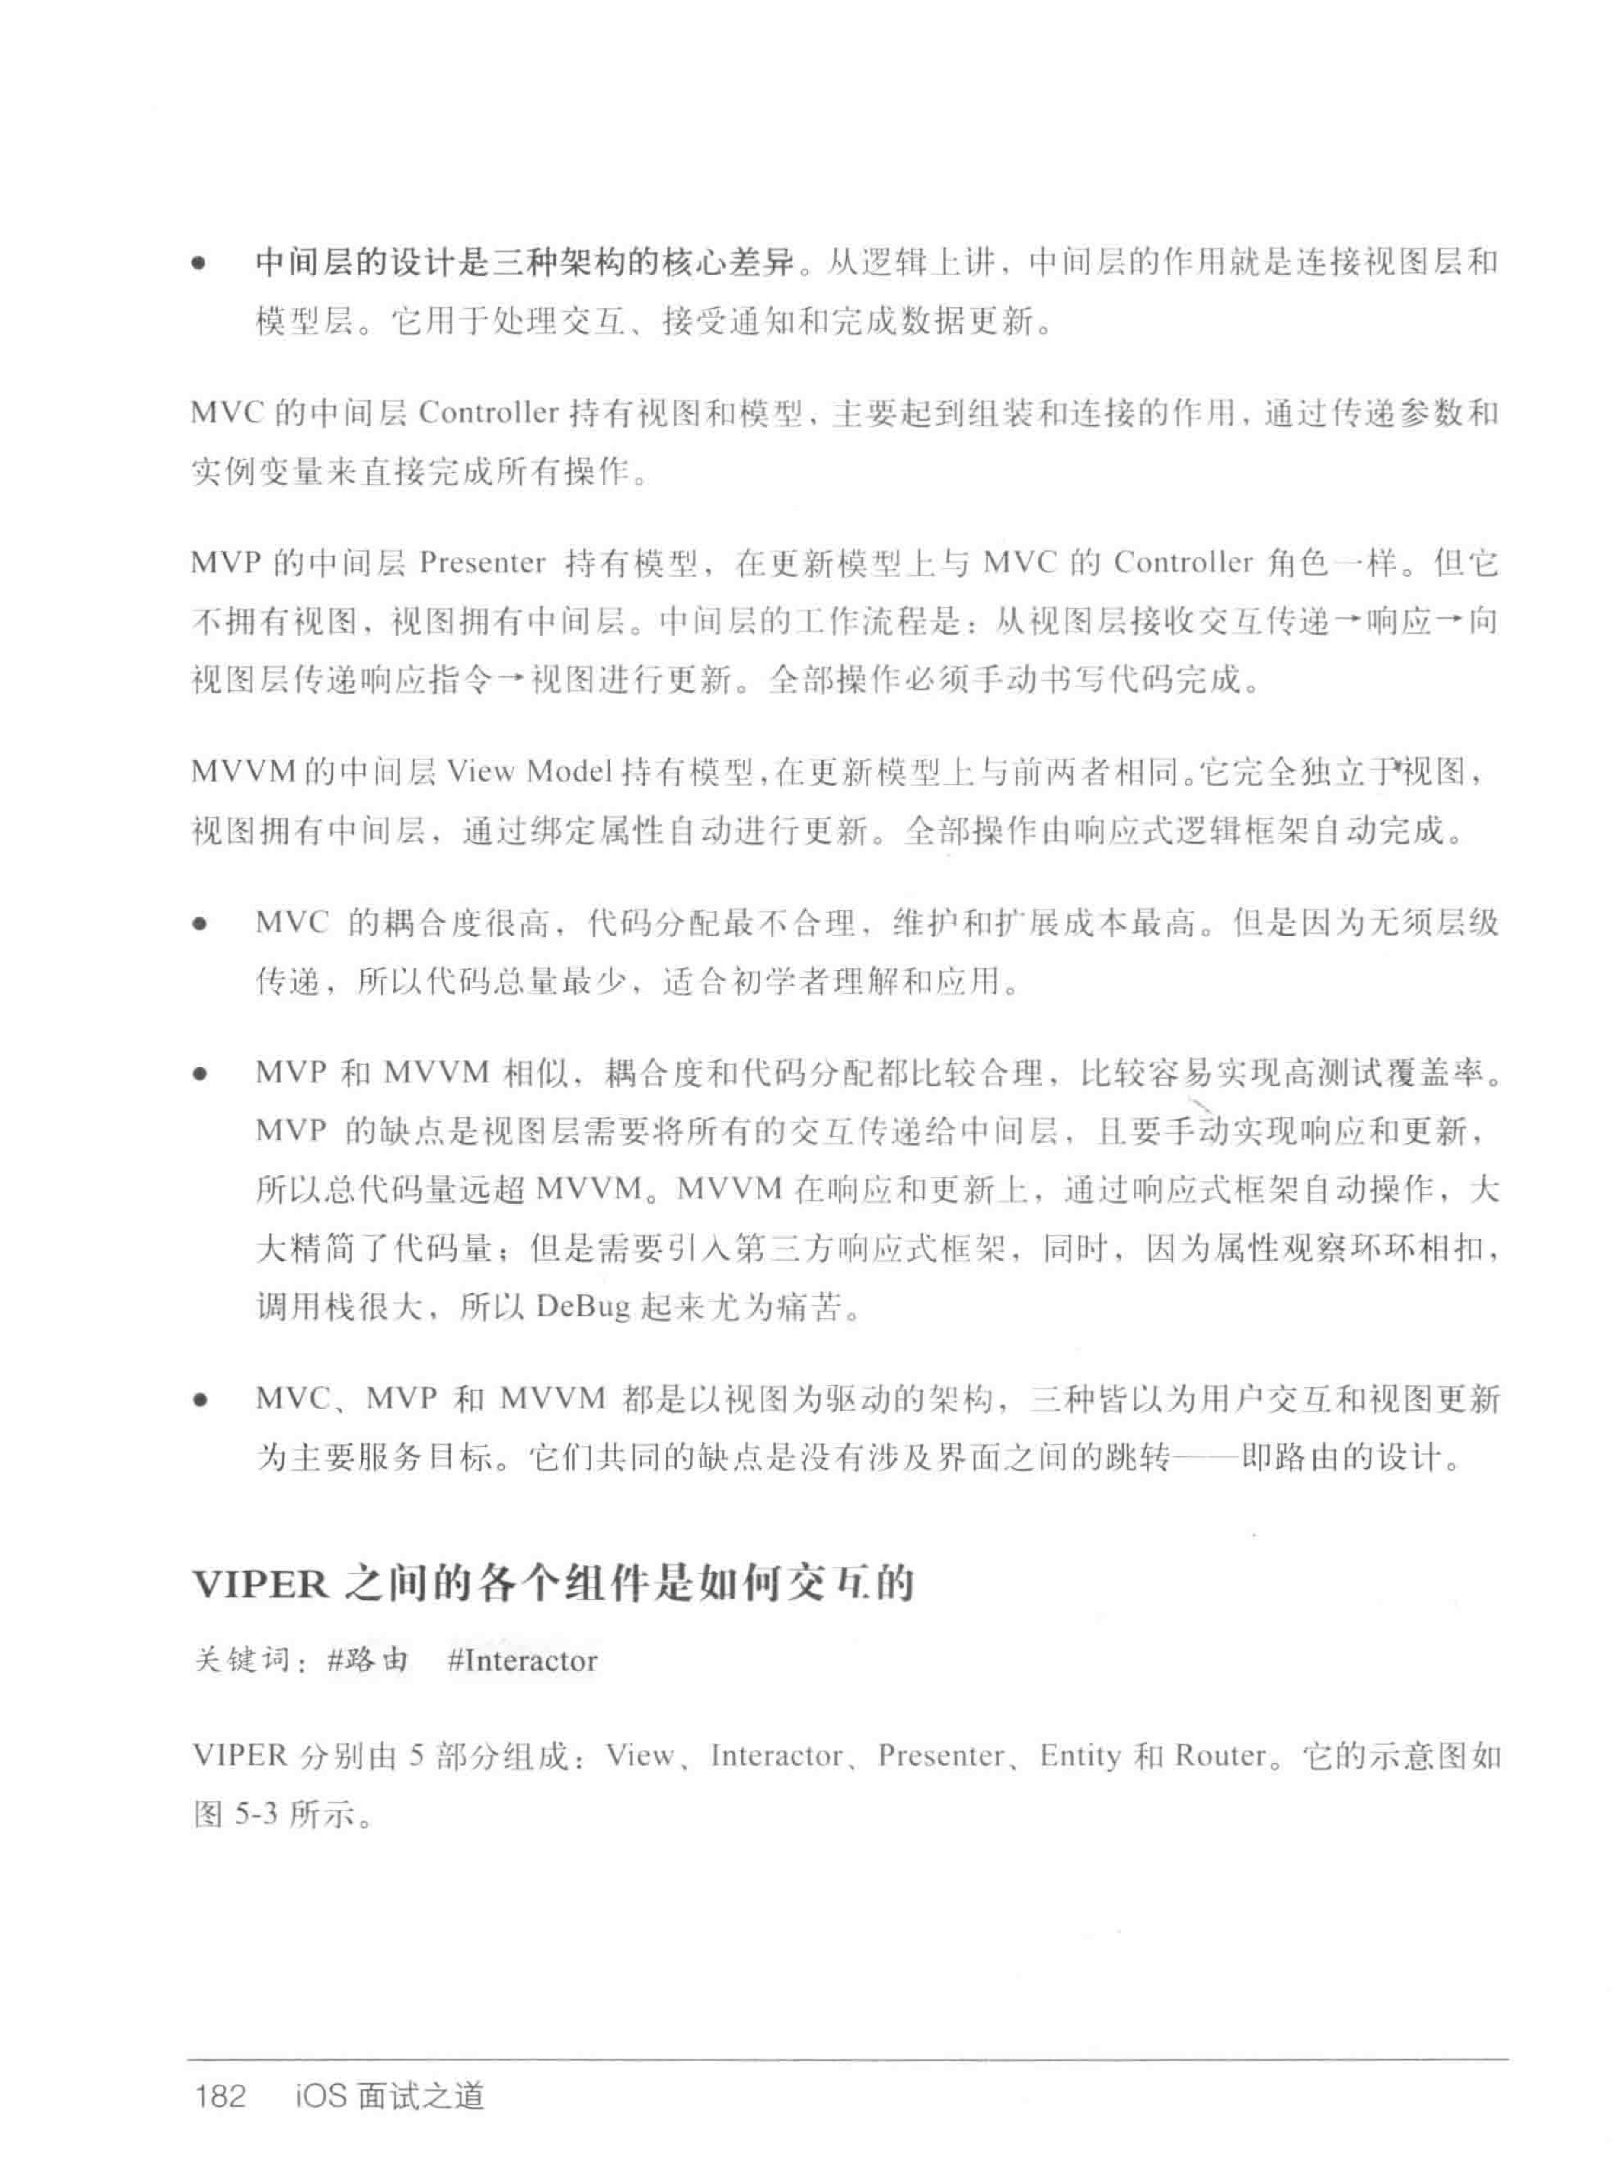 ● 中间层的设计是三种架构的核心差异。从逻辑上讲，中间层的作用就是连接视图层和
模型层。它用于处理交互、接受通知和完成数据更新。
MVC 的中间层 Controller 持有视图和模型，主要起到组装和连接的作用，通过传递参数和
实例变量来直接完成所有操作。
MVP 的中间层 Presenter 持有模型，在更新模型上与 MVC 的 Controller 角色一样。但它
不拥有视图，视图拥有中间层。中间层的工作流程是：从视图层接收交互传递→响应→向
视图层传递响应指令→视图进行更新。全部操作必须手动书写代码完成。
MVVM 的中间层 View Model 持有模型，在更新模型上与前两者相同。它完全独立于视图，
视图拥有中间层，通过绑定属性自动进行更新。全部操作由响应式逻辑框架自动完成。
● MVC 的耦合度很高，代码分配最不合理，维护和扩展成本最高。但是因为无须层级
传递，所以代码总量最少，适合初学者理解和应用。
● MVP 和 MVVM 相似，耦合度和代码分配都比较合理，比较容易实现高测试覆盖率。
MVP 的缺点是视图层需要将所有的交互传递给中间层，且要手动实现响应和更新，
所以总代码量远超 MVVM。MVVM 在响应和更新上，通过响应式框架自动操作，大
大精简了代码量；但是需要引入第三方响应式框架，同时，因为属性观察环环相扣，
调用栈很大，所以 DeBug 起来尤为痛苦。
● MVC、MVP 和 MVVM 都是以视图为驱动的架构，三种皆以为用户交互和视图更新
为主要服务目标。它们共同的缺点是没有涉及界面之间的跳转——即路由的设计。
VIPER 之间的各个组件是如何交互的
关键词：#路由 #Interactor
VIPER 分别由 5 部分组成：View、Interactor、Presenter、Entity 和 Router。它的示意图如
图 5-3 所示。
182 iOS 面试之道